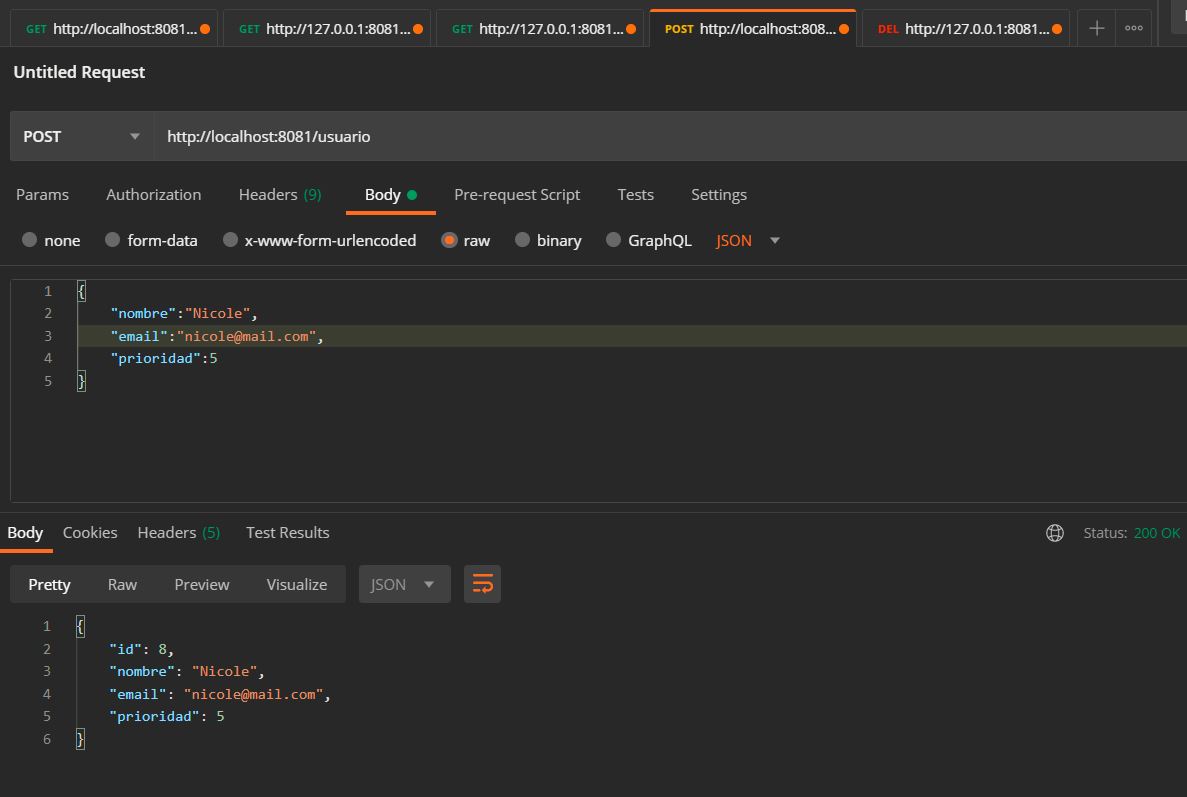 GET http://localhost:8081... GET http://127.0.0.1:8081... GET http://127.0.0.1:8081... POST http://localhost:808... DEL http://127.0.0.1:8081... + ooo
Untitled Request
POST http://localhost:8081/usuario
Params Authorization Headers (9) Body Pre-request Script Tests Settings
none form-data x-www-form-urlencoded raw binary GraphQL JSON
1 {
2 "nombre":"Nicole",
3 "email":"nicole@mail.com",
4 "prioridad":5
5 }
Body Cookies Headers (5) Test Results Status: 200 OK
Pretty Raw Preview Visualize JSON
1 {
2 "id": 8,
3 "nombre": "Nicole",
4 "email": "nicole@mail.com",
5 "prioridad": 5
6 }